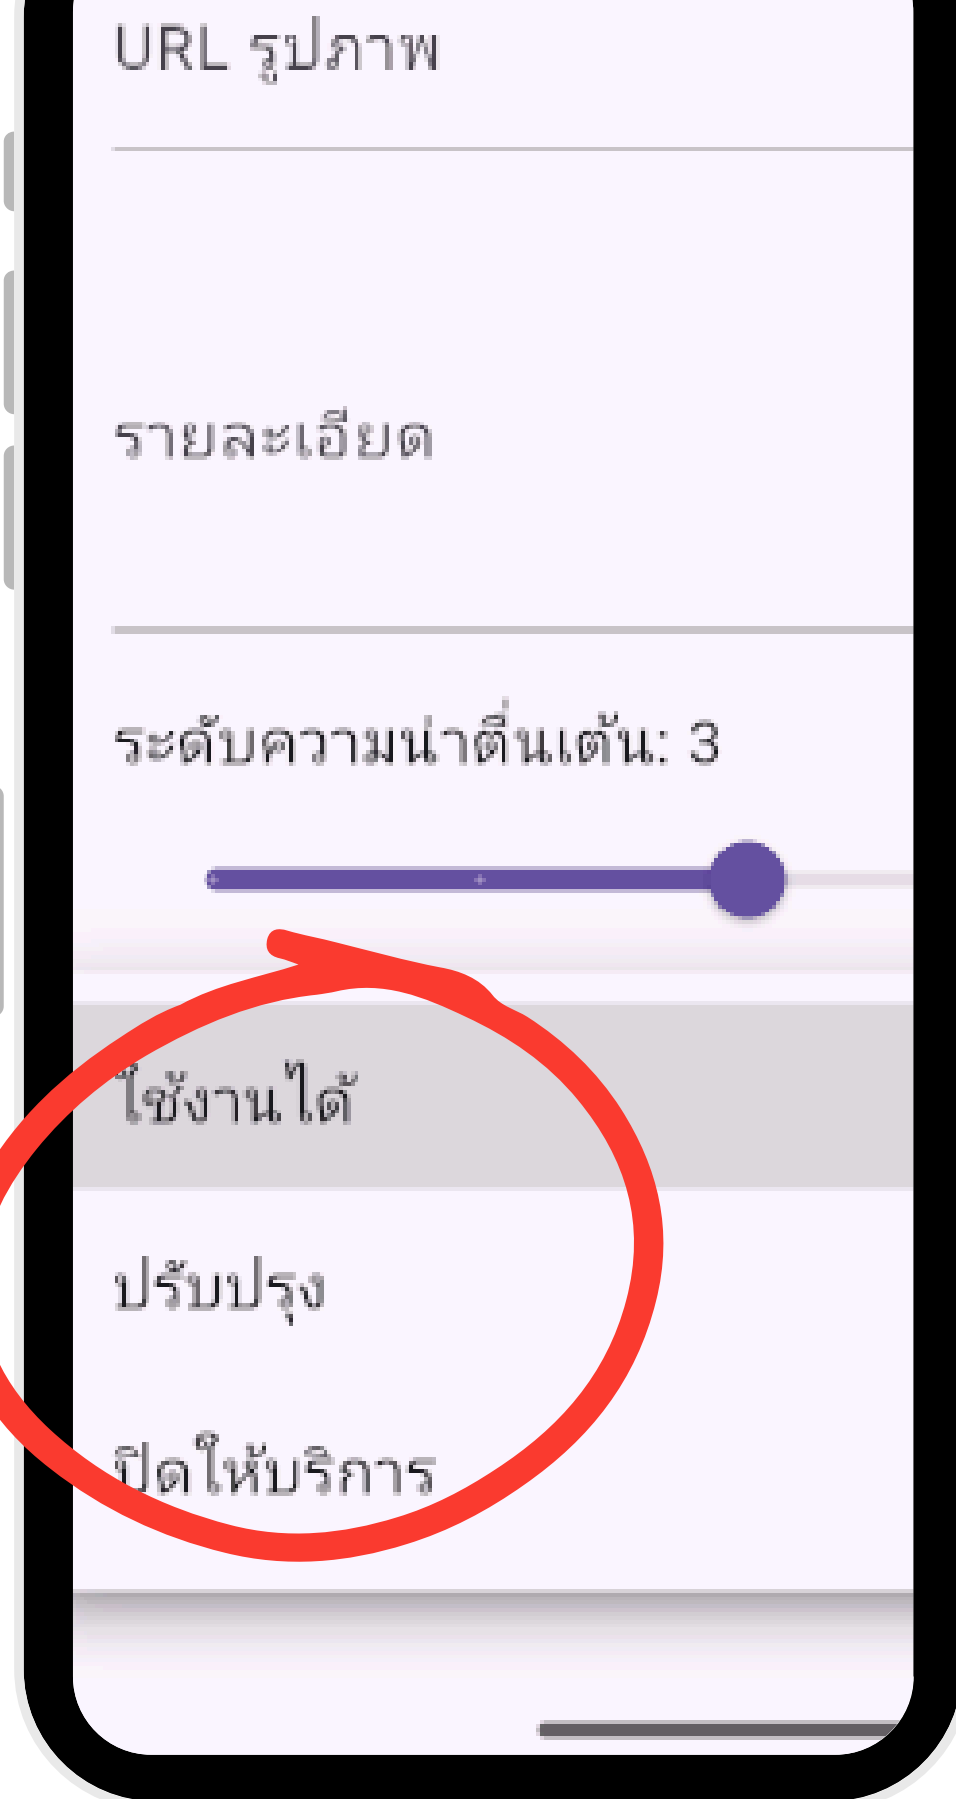 URL รูปภาพ
รายละเอียด
ระดับความน่าตื่นเต้น: 3
ใช้งานได้
ปรับปรุง
ปิดให้บริการ